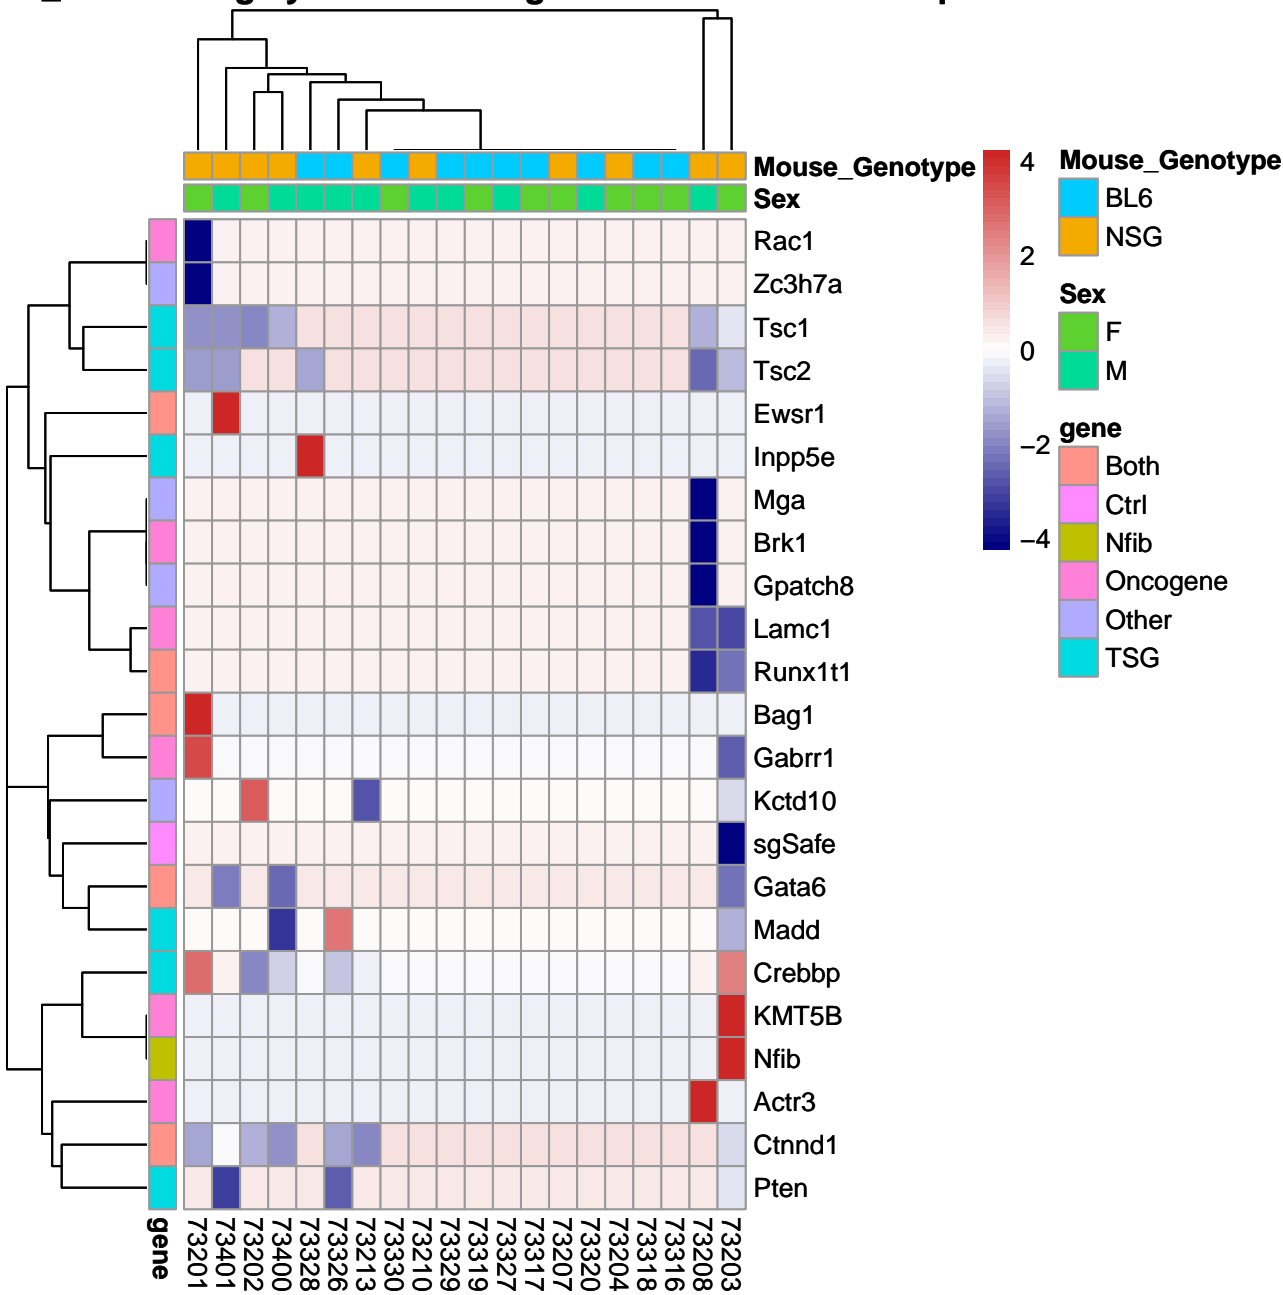 Mouse_Genotype
Sex
Rac1
Zc3h7a
Tsc1
Tsc2
Ewsr1
Inpp5e
Mga
Brk1
Gpatch8
Lamc1
Runx1t1
Bag1
Gabrr1
Kctd10
sgSafe
Gata6
Madd
Crebbp
KMT5B
Nfib
Actr3
Ctnnd1
Pten
gene
73201
73401
73202
73400
73328
73326
73213
73330
73210
73329
73319
73327
73317
73207
73320
73204
73318
73316
73208
73203
4
2
0
−2
−4
Mouse_Genotype
BL6
NSG
Sex
F
M
gene
Both
Ctrl
Nfib
Oncogene
Other
TSG